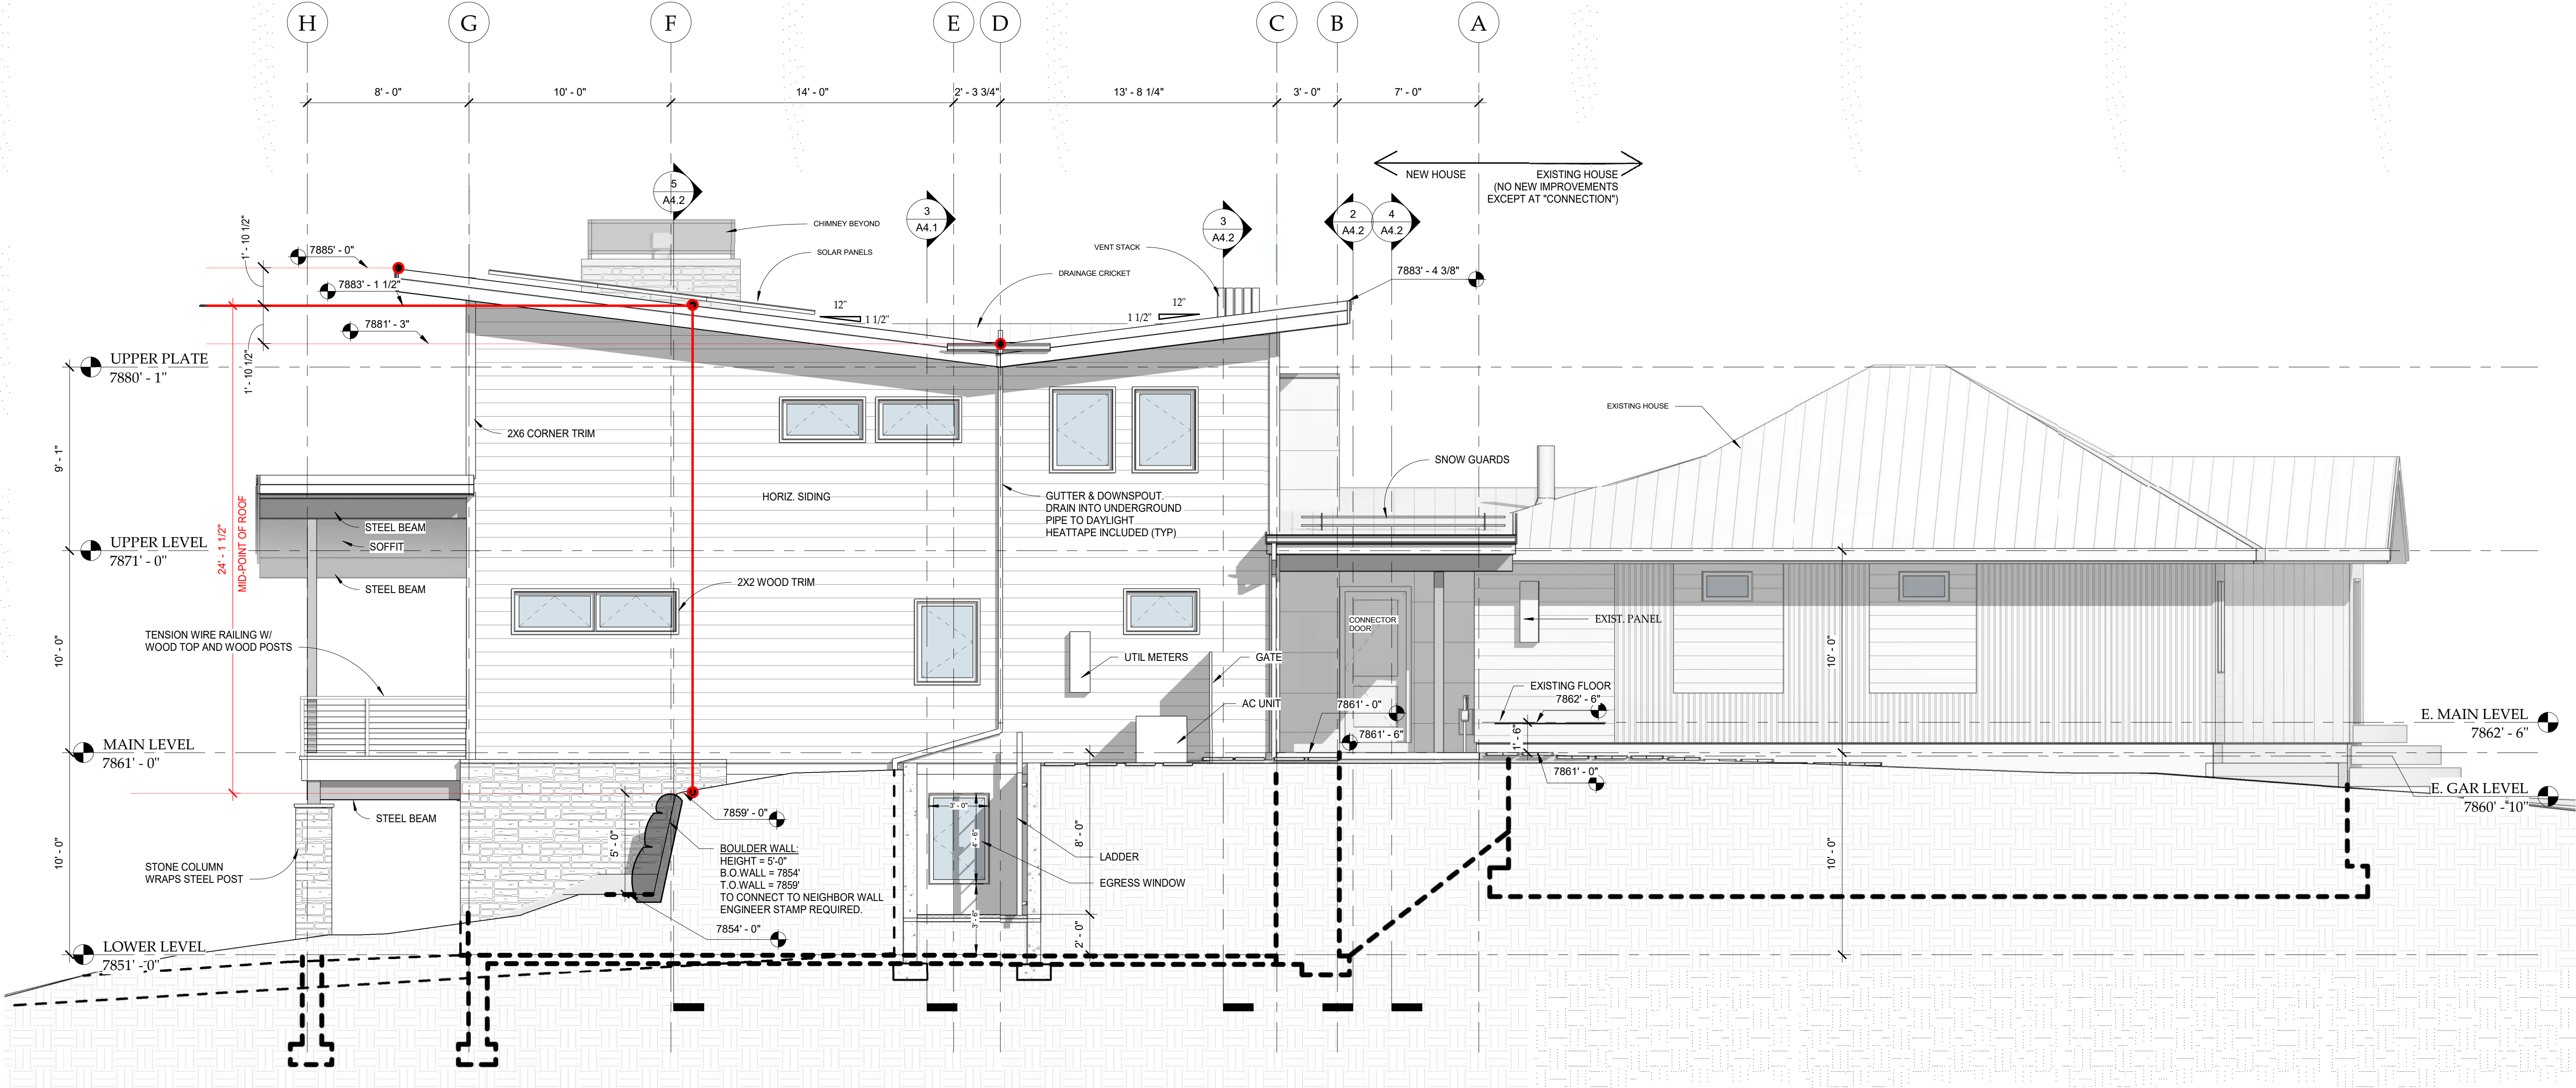 H
G
F
E
D
C
B
A
8' - 0"
10' - 0"
14' - 0"
2' - 3 3/4"
13' - 8 1/4"
3' - 0"
7' - 0"
NEW HOUSE
EXISTING HOUSE
(NO NEW IMPROVEMENTS
EXCEPT AT "CONNECTION")
5
A4.2
3
A4.1
3
A4.2
2
A4.2
4
A4.2
CHIMNEY BEYOND
SOLAR PANELS
VENT STACK
DRAINAGE CRICKET
1' - 10 1/2"
7885' - 0"
7883' - 1 1/2"
7881' - 3"
1' - 10 1/2"
7883' - 4 3/8"
12"
1 1/2"
12"
1 1/2"
UPPER PLATE
7880' - 1"
9' - 1"
2X6 CORNER TRIM
EXISTING HOUSE
SNOW GUARDS
HORIZ. SIDING
GUTTER & DOWNSPOUT.
DRAIN INTO UNDERGROUND
PIPE TO DAYLIGHT
HEATTAPE INCLUDED (TYP)
STEEL BEAM
SOFFIT
STEEL BEAM
UPPER LEVEL
7871' - 0"
24' - 1 1/2"
MID-POINT OF ROOF
2X2 WOOD TRIM
CONNECTOR
DOOR
EXIST. PANEL
TENSION WIRE RAILING W/
WOOD TOP AND WOOD POSTS
10' - 0"
10' - 0"
UTIL METERS
GATE
AC UNIT
7861' - 0"
7861' - 6"
EXISTING FLOOR
7862' - 6"
1' - 6"
7861' - 0"
MAIN LEVEL
7861' - 0"
E. MAIN LEVEL
7862' - 6"
E. GAR LEVEL
7860' - 10"
STEEL BEAM
STONE COLUMN
WRAPS STEEL POST
10' - 0"
5' - 0"
7859' - 0"
BOULDER WALL:
HEIGHT = 5'-0"
B.O.WALL = 7854'
T.O.WALL = 7859'
TO CONNECT TO NEIGHBOR WALL
ENGINEER STAMP REQUIRED.
7854' - 0"
3' - 0"
4' - 6"
3' - 6"
8' - 0"
2' - 0"
LADDER
EGRESS WINDOW
10' - 0"
LOWER LEVEL
7851' - 0"